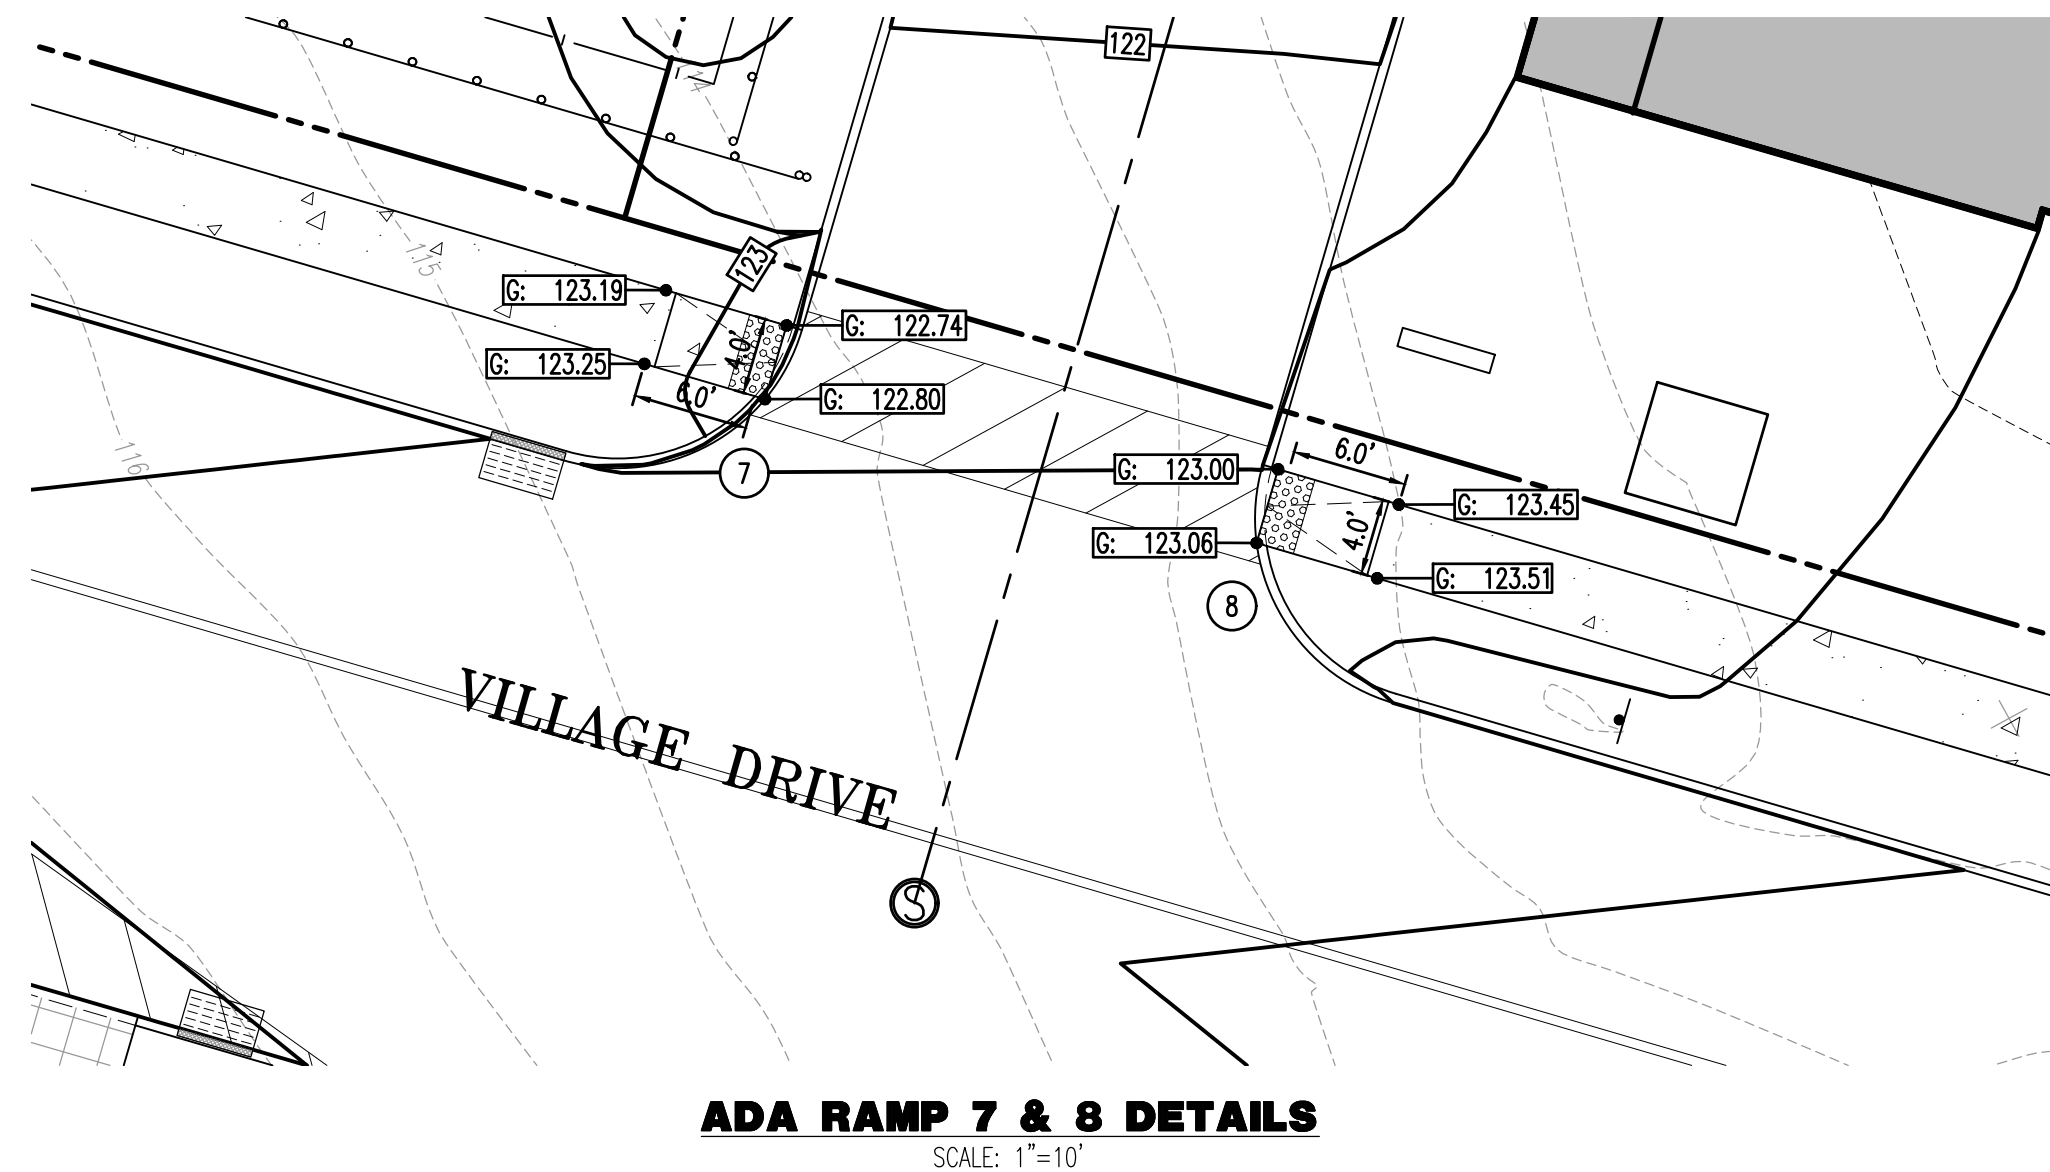 122
114
123
115
G: 123.19
G: 122.74
4.0'
G: 123.25
6.0'
G: 122.80
116
7
6.0'
G: 123.00
G: 123.45
4.0'
G: 123.06
G: 123.51
8
VILLAGE DRIVE
S
ADA RAMP 7 & 8 DETAILS
SCALE: 1"=10'